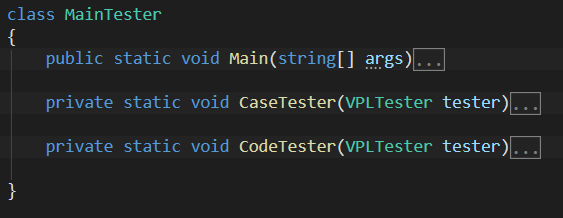 class MainTester
{
public static void Main(string[] args)...
private static void CaseTester(VPLTester tester)...
private static void CodeTester(VPLTester tester)...
}